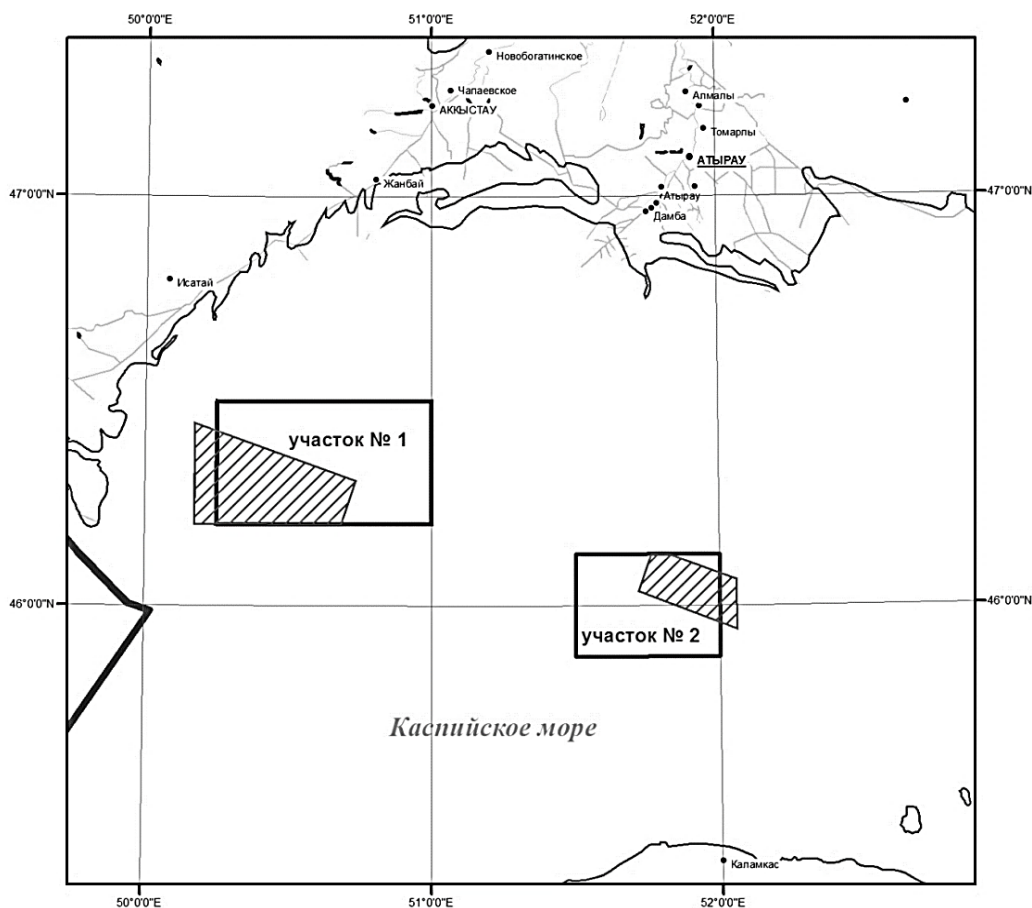 50°0'0"E
51°0'0"E
52°0'0"E
Новобогатинское
Чапаевское
АККЫСТАУ
Алмалы
Томарлы
АТЫРАУ
47°0'0"N
Жанбай
Атырау
Дамба
47°0'0"N
Исатай
участок № 1
46°0'0"N
46°0'0"N
участок № 2
Каспийское море
Каламкас
50°0'0"E
51°0'0"E
52°0'0"E